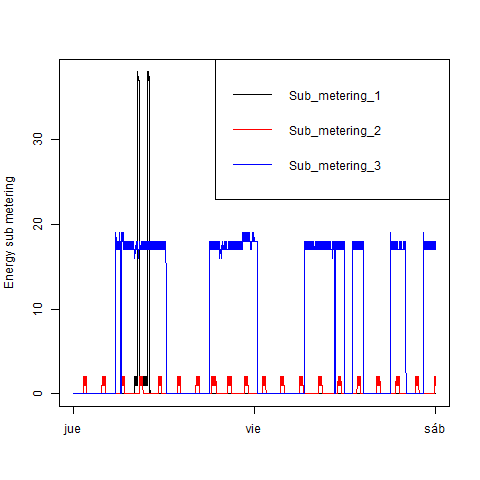 Sub_metering_1
Sub_metering_2
Sub_metering_3
Energy sub metering
30
20
10
0
jue
vie
sáb